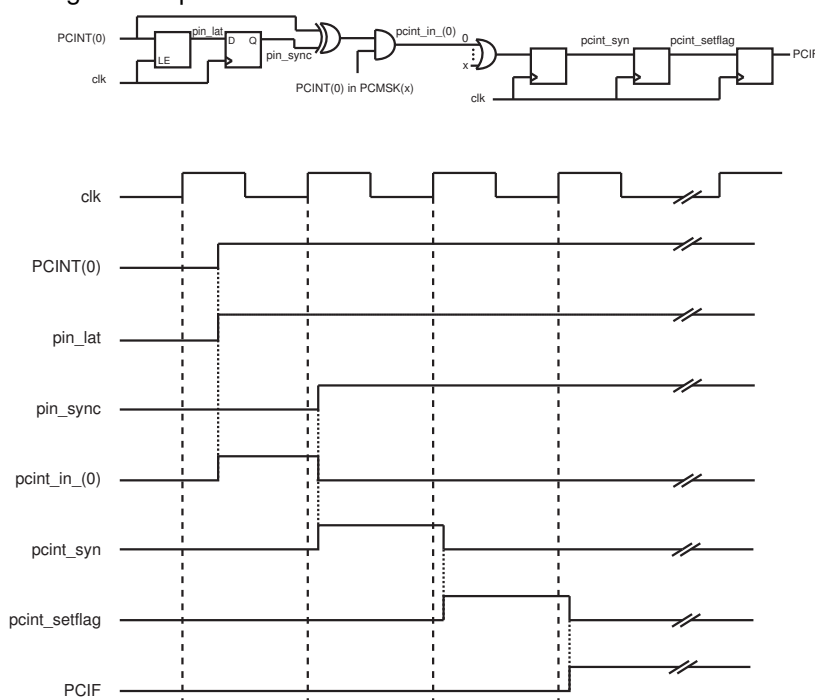 PCINT(0)
pin_lat
D Q
LE
pin_sync
clk
pcint_in_(0)
0
x
PCINT(0) in PCMSK(x)
pcint_syn
pcint_setflag
PCIF
clk
clk
PCINT(0)
pin_lat
pin_sync
pcint_in_(0)
pcint_syn
pcint_setflag
PCIF